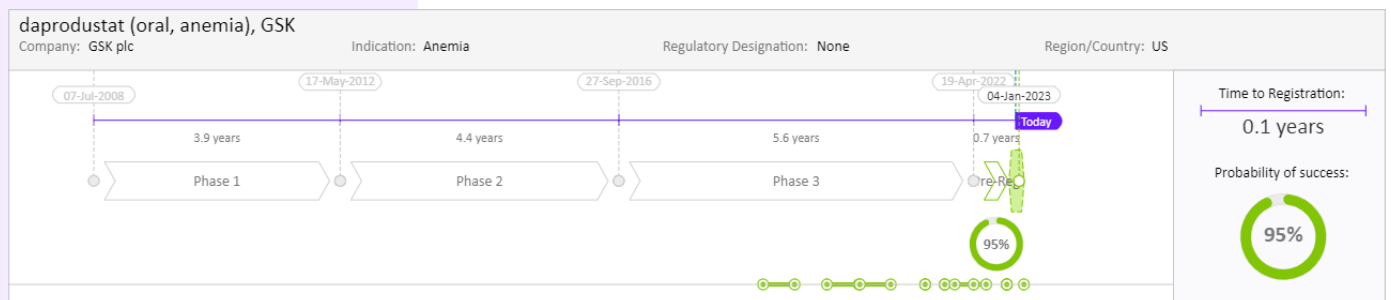 daprodustat (oral, anemia), GSK
Company: GSK plc Indication: Anemia Regulatory Designation: None Region/Country: US
17-May-2012 27-Sep-2016 19-Apr-2022
07-Jul-2008 04-Jan-2023
Today
3.9 years 4.4 years 5.6 years 0.7 years
Phase 1 Phase 2 Phase 3 Pre-Reg
95%
Time to Registration:
0.1 years
Probability of success:
95%